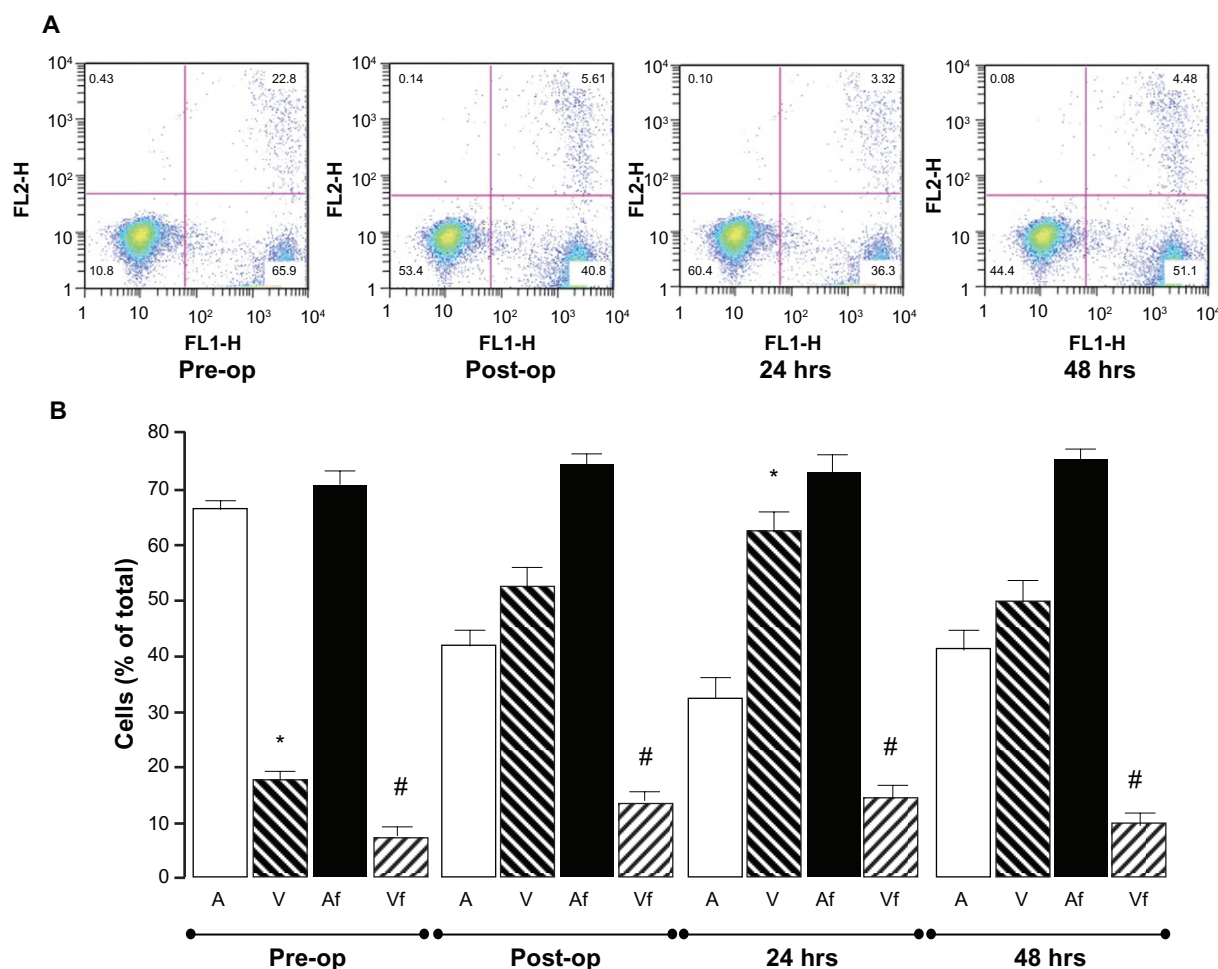 A
10⁴ 10⁴ 10⁴ 10⁴
0.43 22.8 0.14 5.61 0.10 3.32 0.08 4.48
10³ 10³ 10³ 10³
FL2-H FL2-H FL2-H FL2-H
10² 10² 10² 10²
10 10 10 10
10.8 65.9 53.4 40.8 60.4 36.3 44.4 51.1
1 1 1 1
1 10 10² 10³ 10⁴ 1 10 10² 10³ 10⁴ 1 10 10² 10³ 10⁴ 1 10 10² 10³ 10⁴
FL1-H FL1-H FL1-H FL1-H
Pre-op Post-op 24 hrs 48 hrs
B
Cells (% of total)
80
70
60
50
40
30
20
10
0
* # # * # #
A V Af Vf A V Af Vf A V Af Vf A V Af Vf
Pre-op Post-op 24 hrs 48 hrs